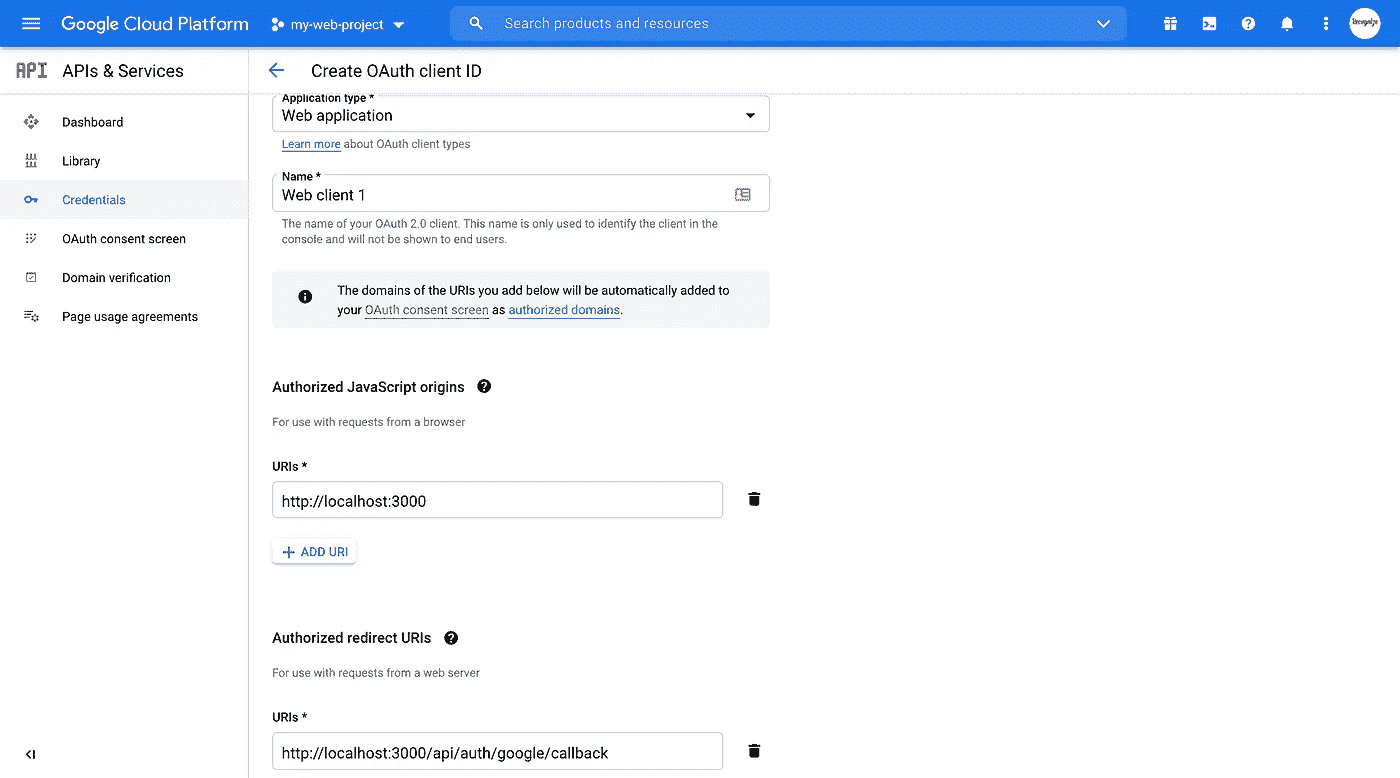 Google Cloud Platform
my-web-project
Search products and resources
API APIs & Services
Create OAuth client ID
Dashboard
Library
Credentials
OAuth consent screen
Domain verification
Page usage agreements
Application type *
Web application
Learn more about OAuth client types
Name *
Web client 1
The name of your OAuth 2.0 client. This name is only used to identify the client in the
console and will not be shown to end users.
The domains of the URIs you add below will be automatically added to
your OAuth consent screen as authorized domains.
Authorized JavaScript origins
For use with requests from a browser
URIs *
http://localhost:3000
ADD URI
Authorized redirect URIs
For use with requests from a web server
URIs *
http://localhost:3000/api/auth/google/callback